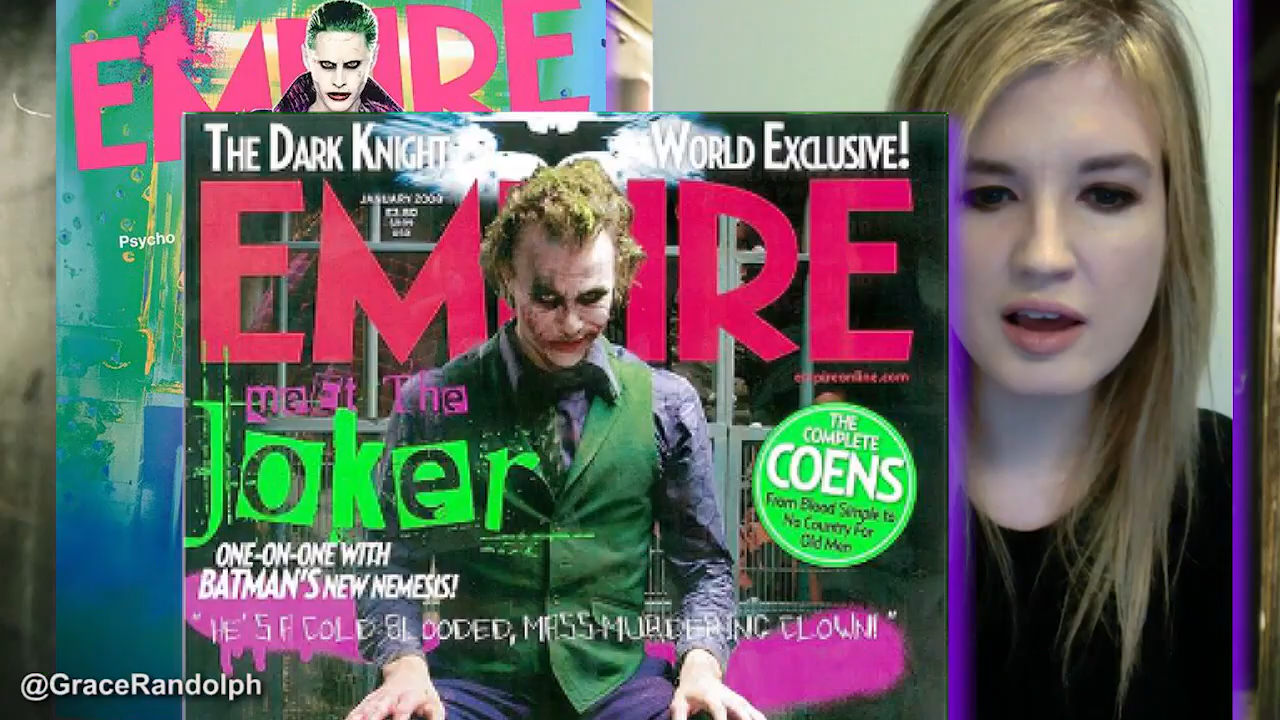 EMPIRE
THE DARK KNIGHT
WORLD EXCLUSIVE!
EMPIRE
JANUARY 2008
empireonline.com
Psycho
meet The
Joker
THE
COMPLETE
COENS
From Blood Simple to
No Country For
Old Men
ONE-ON-ONE WITH
BATMAN'S NEW NEMESIS!
"HE'S A COLD-BLOODED, MASS-MURDERING CLOWN!"
@GraceRandolph